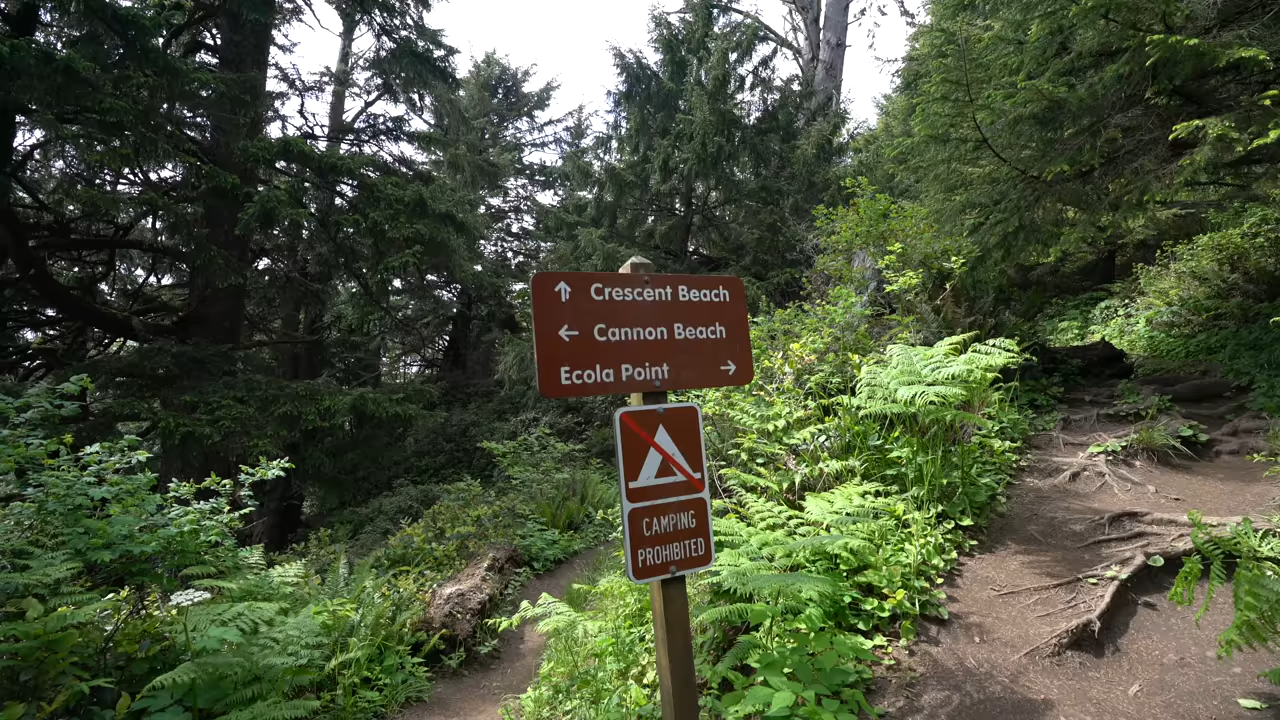 ↑ Crescent Beach
← Cannon Beach
Ecola Point →
CAMPING
PROHIBITED